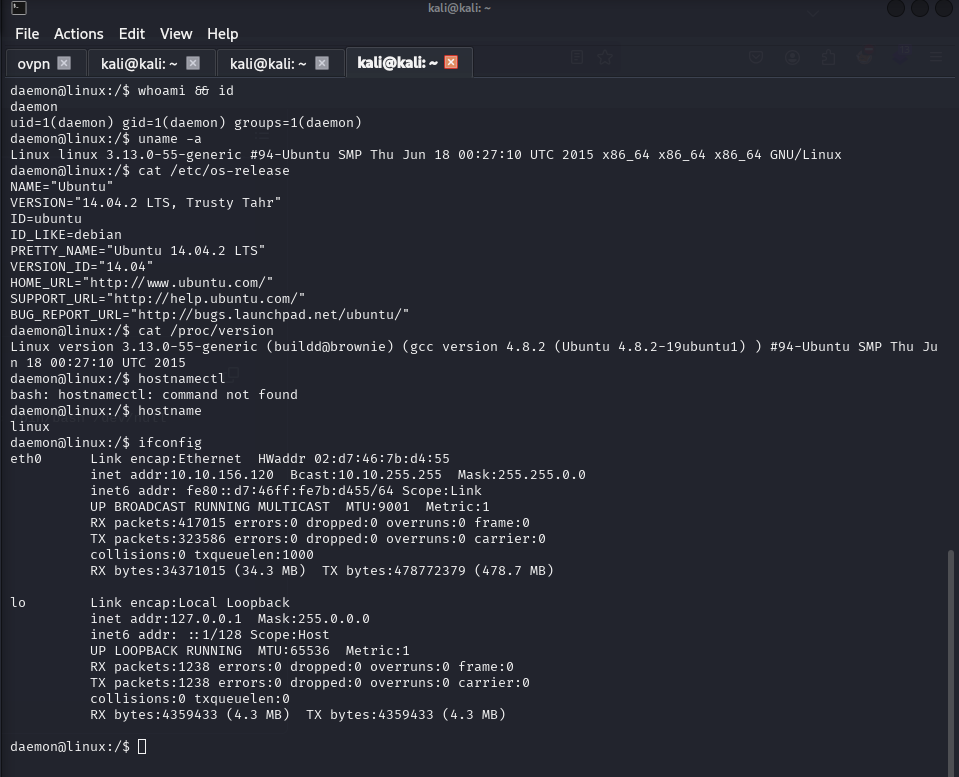 kali@kali: ~
File Actions Edit View Help
ovpn kali@kali: ~ kali@kali: ~ kali@kali: ~
daemon@linux:/$ whoami && id
daemon
uid=1(daemon) gid=1(daemon) groups=1(daemon)
daemon@linux:/$ uname -a
Linux linux 3.13.0-55-generic #94-Ubuntu SMP Thu Jun 18 00:27:10 UTC 2015 x86_64 x86_64 x86_64 GNU/Linux
daemon@linux:/$ cat /etc/os-release
NAME="Ubuntu"
VERSION="14.04.2 LTS, Trusty Tahr"
ID=ubuntu
ID_LIKE=debian
PRETTY_NAME="Ubuntu 14.04.2 LTS"
VERSION_ID="14.04"
HOME_URL="http://www.ubuntu.com/"
SUPPORT_URL="http://help.ubuntu.com/"
BUG_REPORT_URL="http://bugs.launchpad.net/ubuntu/"
daemon@linux:/$ cat /proc/version
Linux version 3.13.0-55-generic (buildd@brownie) (gcc version 4.8.2 (Ubuntu 4.8.2-19ubuntu1) ) #94-Ubuntu SMP Thu Ju
n 18 00:27:10 UTC 2015
daemon@linux:/$ hostnamectl
bash: hostnamectl: command not found
daemon@linux:/$ hostname
linux
daemon@linux:/$ ifconfig
eth0      Link encap:Ethernet  HWaddr 02:d7:46:7b:d4:55
          inet addr:10.10.156.120  Bcast:10.10.255.255  Mask:255.255.0.0
          inet6 addr: fe80::d7:46ff:fe7b:d455/64 Scope:Link
          UP BROADCAST RUNNING MULTICAST  MTU:9001  Metric:1
          RX packets:417015 errors:0 dropped:0 overruns:0 frame:0
          TX packets:323586 errors:0 dropped:0 overruns:0 carrier:0
          collisions:0 txqueuelen:1000
          RX bytes:34371015 (34.3 MB)  TX bytes:478772379 (478.7 MB)
lo        Link encap:Local Loopback
          inet addr:127.0.0.1  Mask:255.0.0.0
          inet6 addr: ::1/128 Scope:Host
          UP LOOPBACK RUNNING  MTU:65536  Metric:1
          RX packets:1238 errors:0 dropped:0 overruns:0 frame:0
          TX packets:1238 errors:0 dropped:0 overruns:0 carrier:0
          collisions:0 txqueuelen:0
          RX bytes:4359433 (4.3 MB)  TX bytes:4359433 (4.3 MB)
daemon@linux:/$